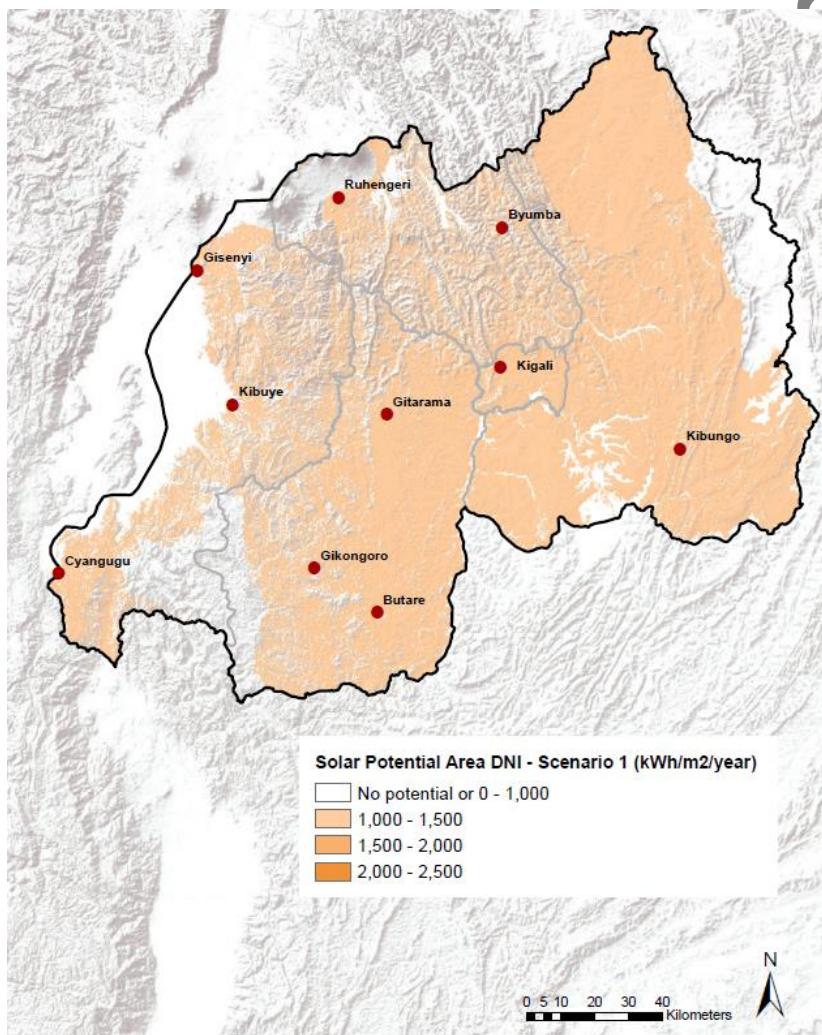 Ruhengeri
Byumba
Gisenyi
Kigali
Kibuye
Gitarama
Kibungo
Gikongoro
Cyangugu
Butare
Solar Potential Area DNI - Scenario 1 (kWh/m2/year)
No potential or 0 - 1,000
1,000 - 1,500
1,500 - 2,000
2,000 - 2,500
N
0 5 10 20 30 40
Kilometers